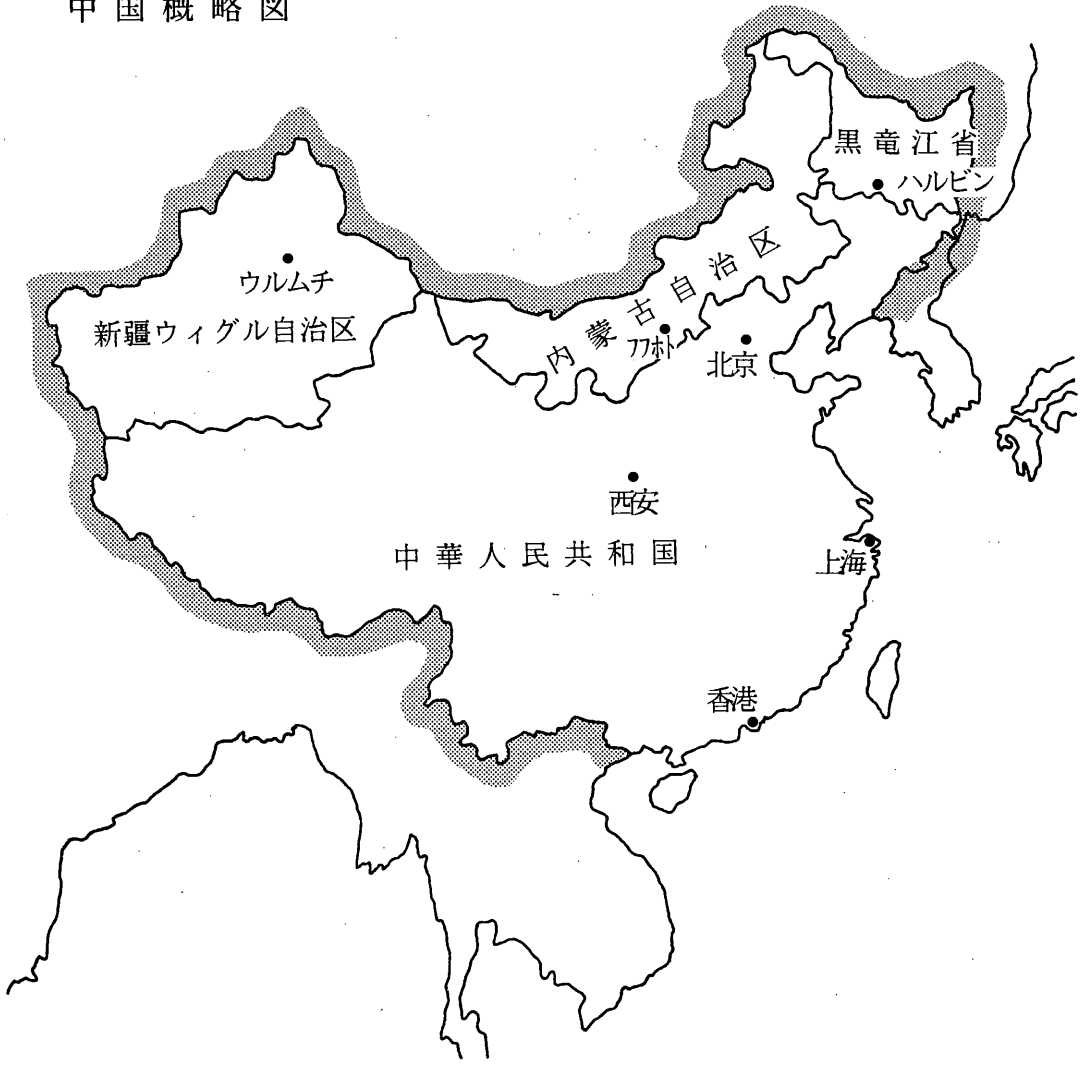 中国概略図
黒竜江省
ハルビン
内蒙古自治区
ウルムチ
新疆ウィグル自治区
フフホト
北京
西安
中華人民共和国
上海
香港